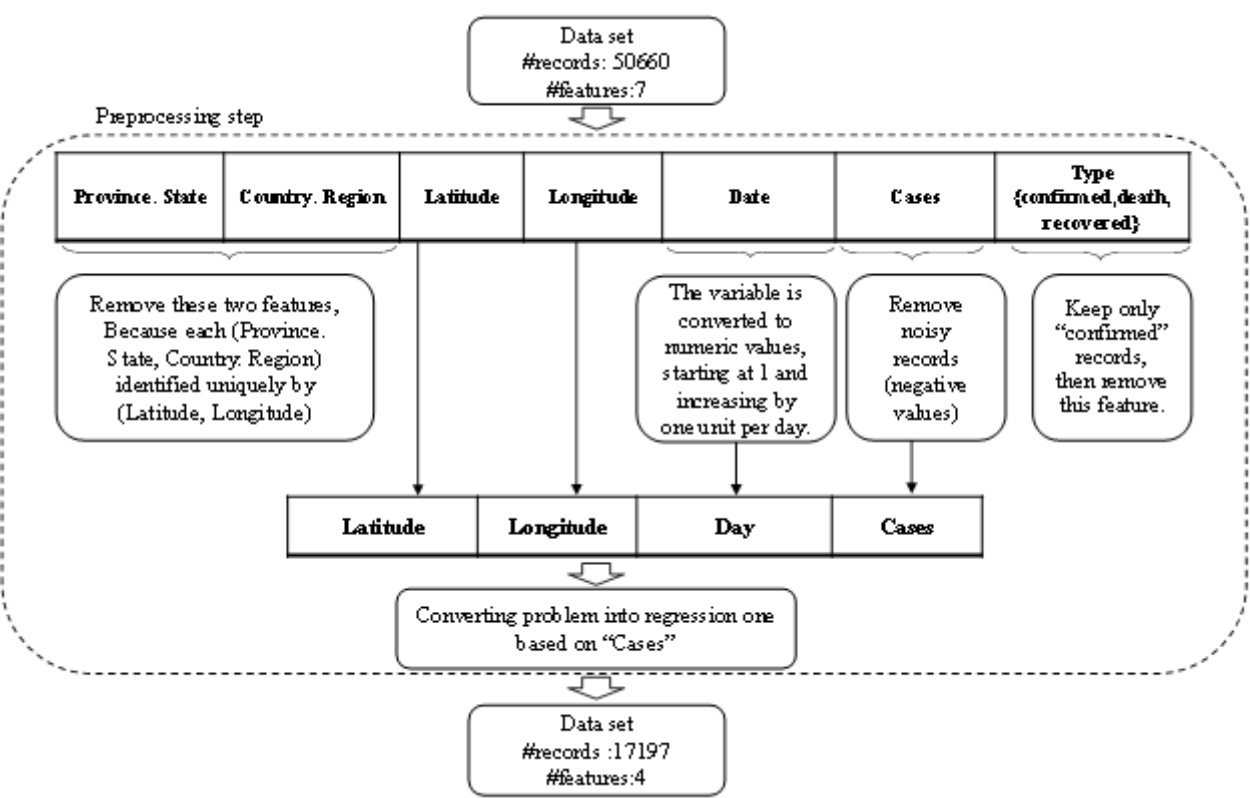 Data set
#records: 50660
#features:7
Preprocessing step
Province. State
Country. Region
Latitude
Longitude
Date
Cases
Type
{confirmed,death,
recovered}
Remove these two features,
Because each (Province.
State, Country. Region)
identified uniquely by
(Latitude, Longitude)
The variable is
converted to
numeric values,
starting at 1 and
increasing by
one unit per day.
Remove
noisy
records
(negative
values)
Keep only
“confirmed”
records,
then remove
this feature.
Latitude
Longitude
Day
Cases
Converting problem into regression one
based on “Cases”
Data set
#records :17197
#features:4